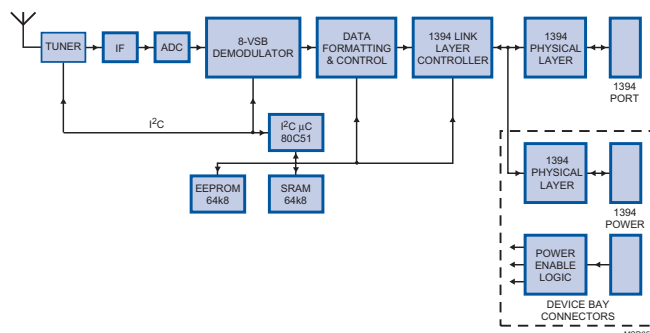 TUNER
IF
ADC
8-VSB
DEMODULATOR
DATA
FORMATTING
& CONTROL
1394 LINK
LAYER
CONTROLLER
1394
PHYSICAL
LAYER
1394
PORT
I²C
I²C µC
80C51
EEPROM
64k8
SRAM
64k8
1394
PHYSICAL
LAYER
1394
POWER
POWER
ENABLE
LOGIC
DEVICE BAY
CONNECTORS